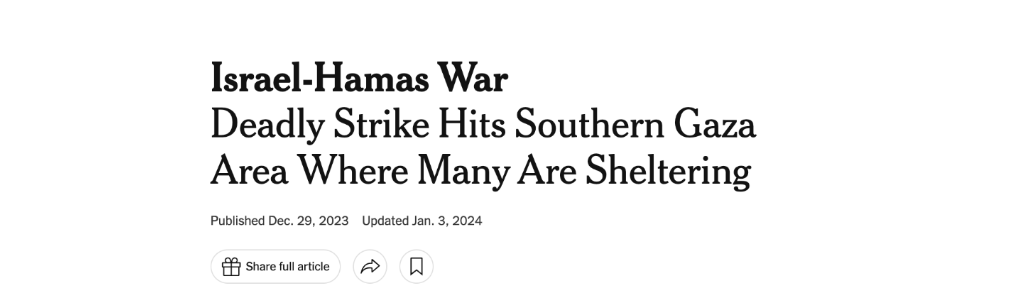 Israel-Hamas War
Deadly Strike Hits Southern Gaza
Area Where Many Are Sheltering
Published Dec. 29, 2023 Updated Jan. 3, 2024
Share full article